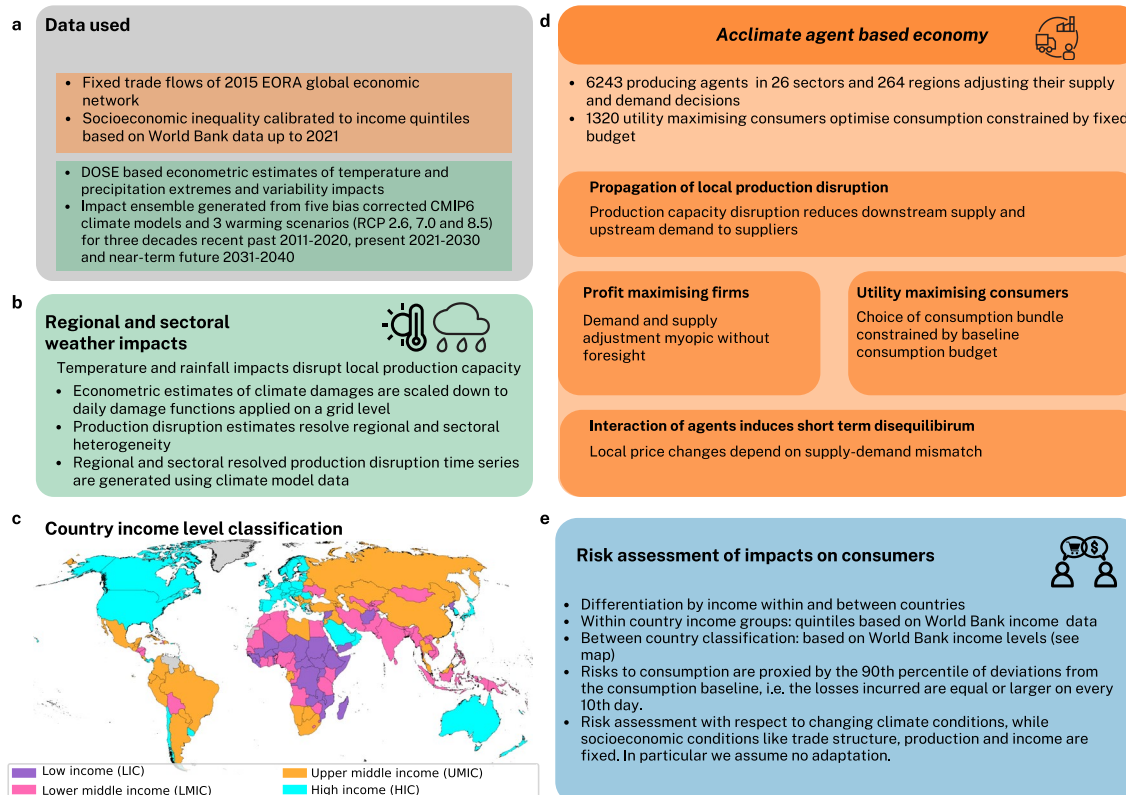 a
Data used
• Fixed trade flows of 2015 EORA global economic
network
• Socioeconomic inequality calibrated to income quintiles
based on World Bank data up to 2021
• DOSE based econometric estimates of temperature and
precipitation extremes and variability impacts
• Impact ensemble generated from five bias corrected CMIP6
climate models and 3 warming scenarios (RCP 2.6, 7.0 and 8.5)
for three decades recent past 2011-2020, present 2021-2030
and near-term future 2031-2040
b
Regional and sectoral
weather impacts
Temperature and rainfall impacts disrupt local production capacity
• Econometric estimates of climate damages are scaled down to
daily damage functions applied on a grid level
• Production disruption estimates resolve regional and sectoral
heterogeneity
• Regional and sectoral resolved production disruption time series
are generated using climate model data
c
Country income level classification
Low income (LIC)
Lower middle income (LMIC)
Upper middle income (UMIC)
High income (HIC)
d
Acclimate agent based economy
• 6243 producing agents in 26 sectors and 264 regions adjusting their supply
and demand decisions
• 1320 utility maximising consumers optimise consumption constrained by fixed
budget
Propagation of local production disruption
Production capacity disruption reduces downstream supply and
upstream demand to suppliers
Profit maximising firms
Demand and supply
adjustment myopic without
foresight
Utility maximising consumers
Choice of consumption bundle
constrained by baseline
consumption budget
Interaction of agents induces short term disequilibirum
Local price changes depend on supply-demand mismatch
e
Risk assessment of impacts on consumers
$
• Differentiation by income within and between countries
• Within country income groups: quintiles based on World Bank income data
• Between country classification: based on World Bank income levels (see
map)
• Risks to consumption are proxied by the 90th percentile of deviations from
the consumption baseline, i.e. the losses incurred are equal or larger on every
10th day.
• Risk assessment with respect to changing climate conditions, while
socioeconomic conditions like trade structure, production and income are
fixed. In particular we assume no adaptation.